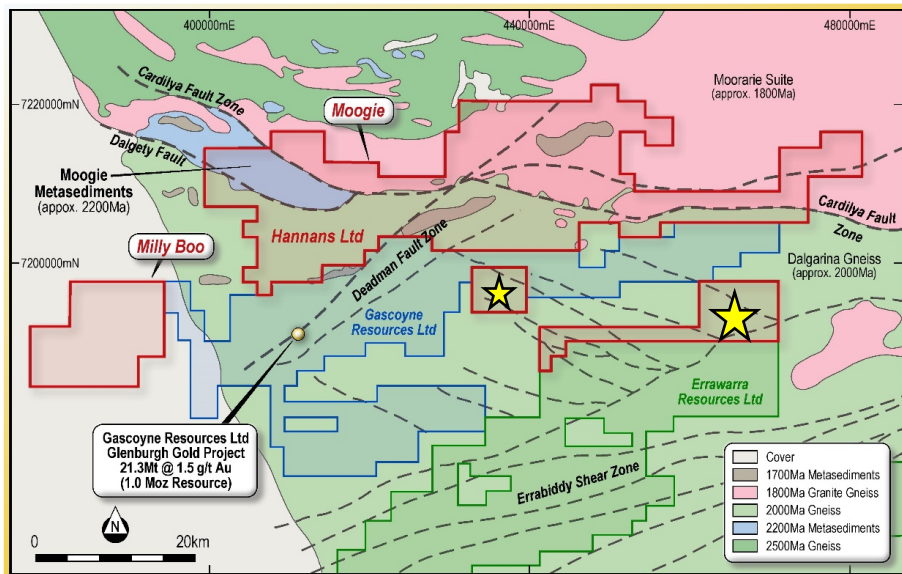 400000mE
440000mE
480000mE
7220000mN
7200000mN
Cardilya Fault Zone
Moogie
Moorarie Suite
(approx. 1800Ma)
Dalgety Fault
Moogie
Metasediments
(appox. 2200Ma)
Hannans Ltd
Cardilya Fault
Zone
Milly Boo
Deadman Fault Zone
Dalgarina Gneiss
(approx. 2000Ma)
Gascoyne
Resources Ltd
Errawarra
Resources Ltd
Gascoyne Resources Ltd
Glenburgh Gold Project
21.3Mt @ 1.5 g/t Au
(1.0 Moz Resource)
Errabiddy Shear Zone
N
0
20km
Cover
1700Ma Metasediments
1800Ma Granite Gneiss
2000Ma Gneiss
2200Ma Metasediments
2500Ma Gneiss